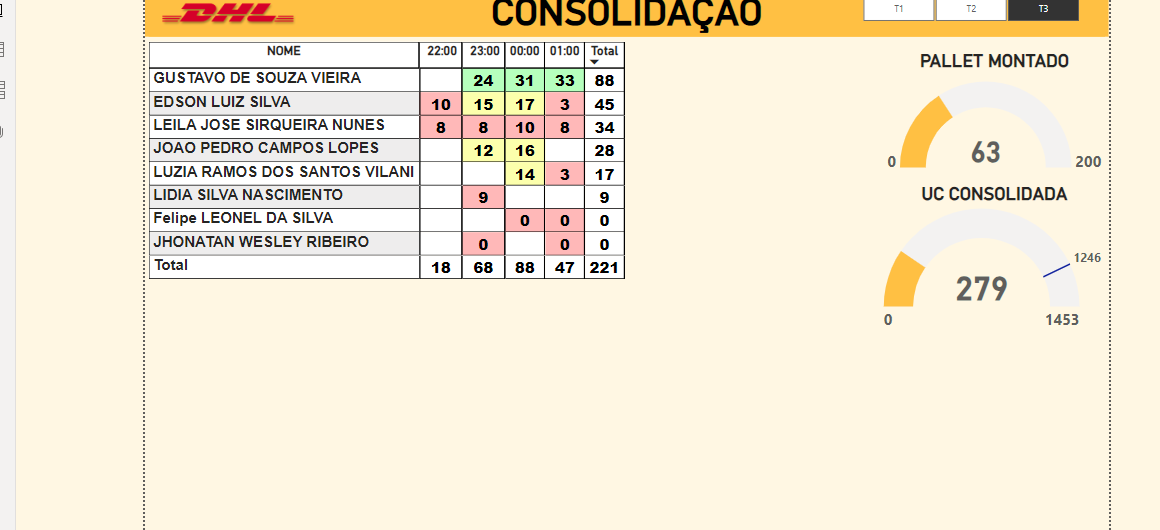 DHL
CONSOLIDAÇÃO
T1 T2 T3
NOME 22:00 23:00 00:00 01:00 Total
GUSTAVO DE SOUZA VIEIRA 24 31 33 88
EDSON LUIZ SILVA 10 15 17 3 45
LEILA JOSE SIRQUEIRA NUNES 8 8 10 8 34
JOAO PEDRO CAMPOS LOPES 12 16 28
LUZIA RAMOS DOS SANTOS VILANI 14 3 17
LIDIA SILVA NASCIMENTO 9 9
Felipe LEONEL DA SILVA 0 0 0
JHONATAN WESLEY RIBEIRO 0 0 0
Total 18 68 88 47 221
PALLET MONTADO
63
0 200
UC CONSOLIDADA
1246
279
0 1453